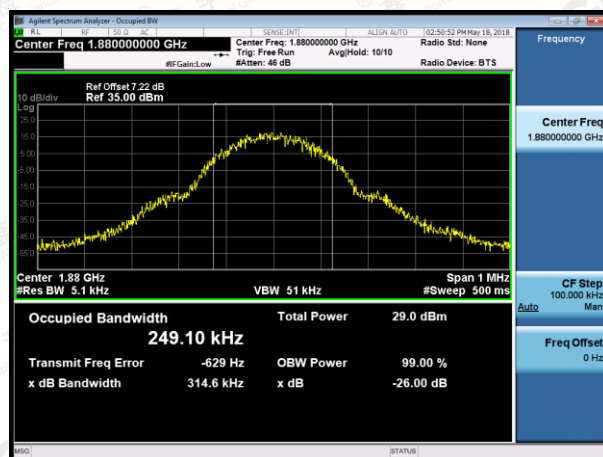 Agilent Spectrum Analyzer - Occupied BW
RL RF 50 Ω AC SENSE:INT ALIGN AUTO 02:50:52 PM May 18, 2018
Center Freq 1.880000000 GHz Center Freq: 1.880000000 GHz Radio Std: None Frequency
Trig: Free Run Avg|Hold: 10/10
#IFGain:Low #Atten: 46 dB Radio Device: BTS
Ref Offset 7.22 dB
10 dB/div Ref 35.00 dBm
Log
25.0
15.0
5.00
-5.00
-15.0
-25.0
-35.0
-45.0
-55.0
Center Freq
1.880000000 GHz
Center 1.88 GHz Span 1 MHz
#Res BW 5.1 kHz VBW 51 kHz #Sweep 500 ms
CF Step
100.000 kHz
Auto Man
Occupied Bandwidth Total Power 29.0 dBm
249.10 kHz
Transmit Freq Error -629 Hz OBW Power 99.00 %
x dB Bandwidth 314.6 kHz x dB -26.00 dB
Freq Offset
0 Hz
MSG STATUS